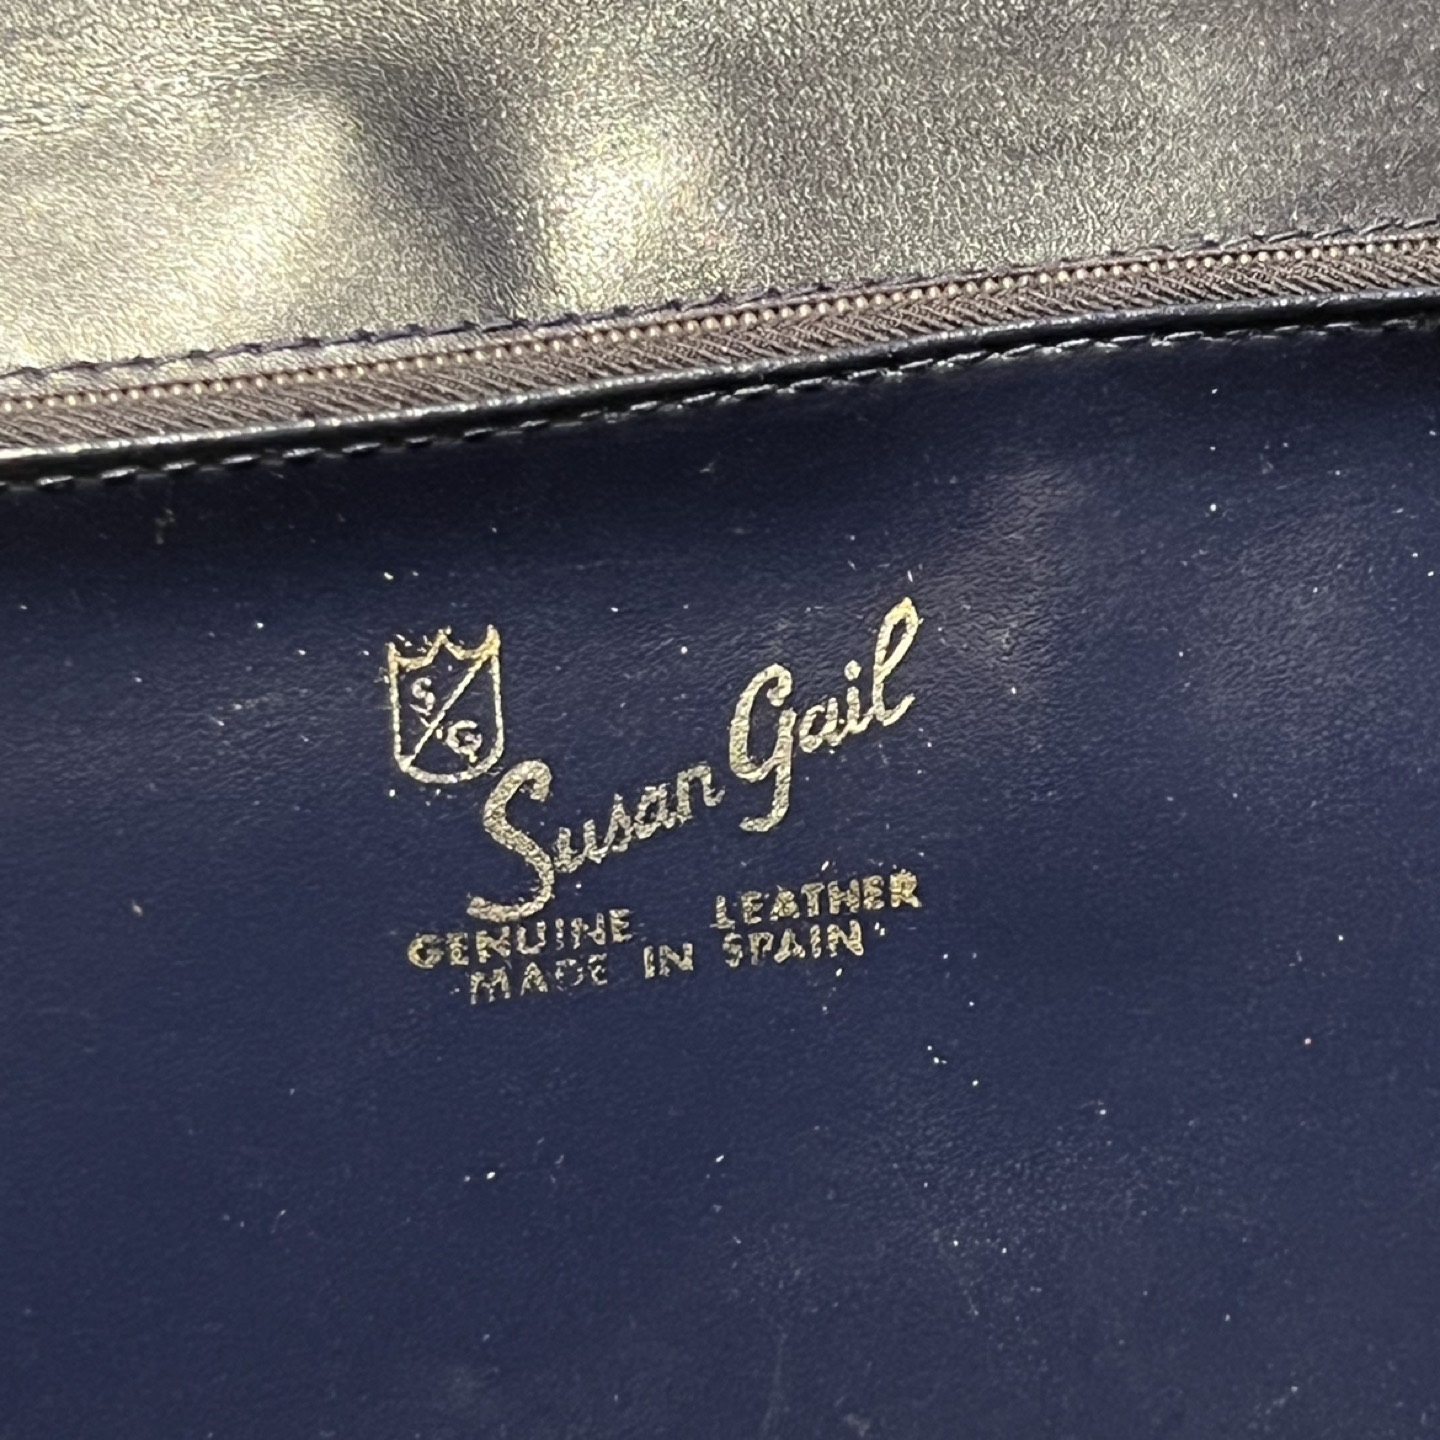 S G
Susan Gail
GENUINE LEATHER
MADE IN SPAIN